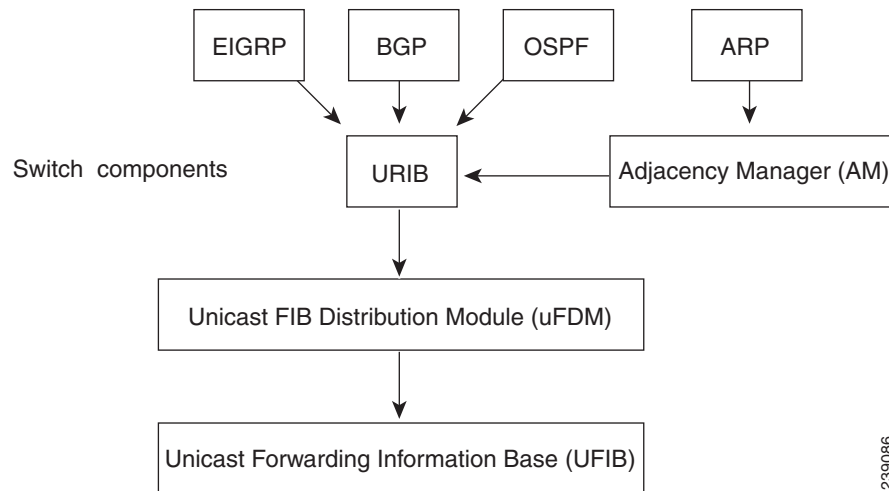 EIGRP
BGP
OSPF
ARP
Switch components
URIB
Adjacency Manager (AM)
Unicast FIB Distribution Module (uFDM)
Unicast Forwarding Information Base (UFIB)
239086